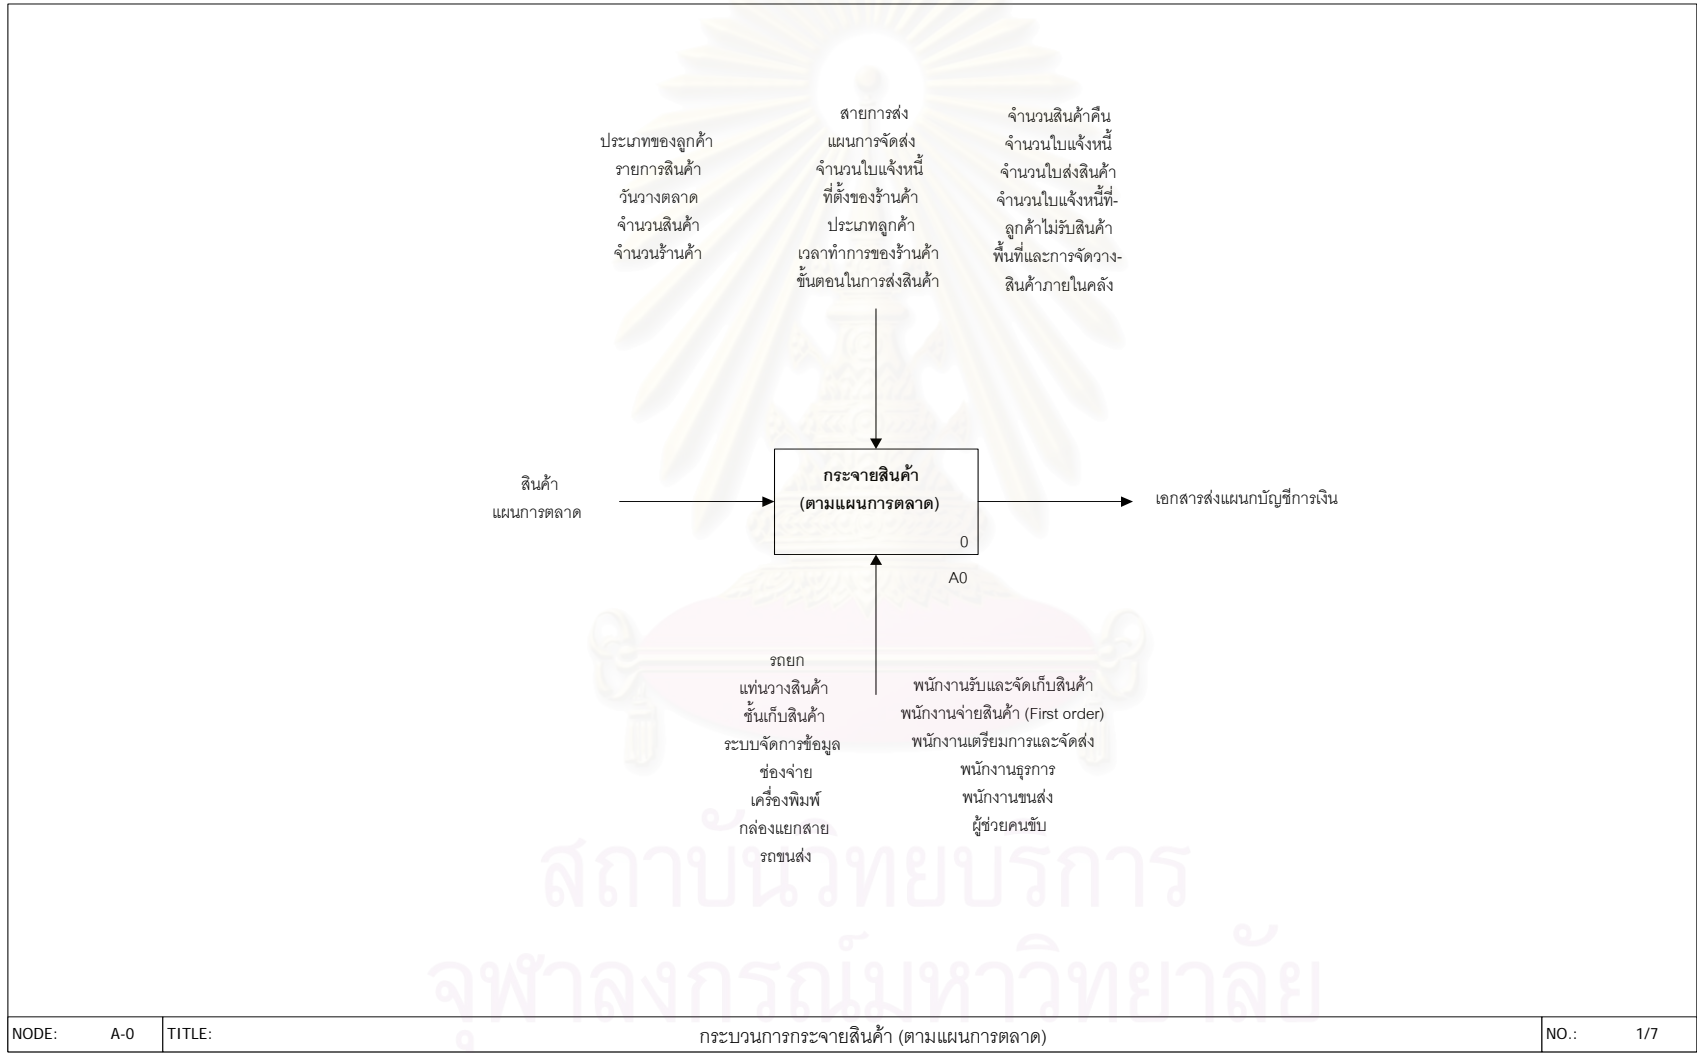 ประเภทของลูกค้า
รายการสินค้า
วันวางตลาด
จำนวนสินค้า
จำนวนร้านค้า
สายการส่ง
แผนการจัดส่ง
จำนวนใบแจ้งหนี้
ที่ตั้งของร้านค้า
ประเภทลูกค้า
เวลาทำการของร้านค้า
ขั้นตอนในการส่งสินค้า
จำนวนสินค้าคืน
จำนวนใบแจ้งหนี้
จำนวนใบส่งสินค้า
จำนวนใบแจ้งหนี้ที่-
ลูกค้าไม่รับสินค้า
พื้นที่และการจัดวาง-
สินค้าภายในคลัง
สินค้า
แผนการตลาด
กระจายสินค้า
(ตามแผนการตลาด)
0
A0
เอกสารส่งแผนกบัญชีการเงิน
รถยก
แท่นวางสินค้า
ชั้นเก็บสินค้า
ระบบจัดการข้อมูล
ช่องจ่าย
เครื่องพิมพ์
กล่องแยกสาย
รถขนส่ง
พนักงานรับและจัดเก็บสินค้า
พนักงานจ่ายสินค้า (First order)
พนักงานเตรียมการและจัดส่ง
พนักงานธุรการ
พนักงานขนส่ง
ผู้ช่วยคนขับ
สถาบันวิทยบริการ
จุฬาลงกรณ์มหาวิทยาลัย
NODE: A-0 TITLE: กระบวนการกระจายสินค้า (ตามแผนการตลาด) NO.: 1/7